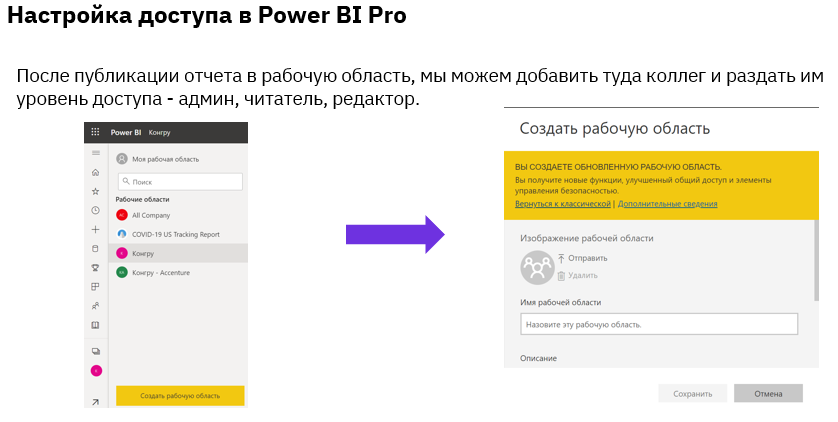 Настройка доступа в Power BI Pro
После публикации отчета в рабочую область, мы можем добавить туда коллег и раздать им
уровень доступа - админ, читатель, редактор.
Power BI Конгру
Моя рабочая область
Поиск
Рабочие области
AC All Company
COVID-19 US Tracking Report
Конгру
Конгру - Accenture
Создать рабочую область
Создать рабочую область
ВЫ СОЗДАЕТЕ ОБНОВЛЕННУЮ РАБОЧУЮ ОБЛАСТЬ.
Вы получите новые функции, улучшенный общий доступ и элементы
управления безопасностью.
Вернуться к классической | Дополнительные сведения
Изображение рабочей области
Отправить
Удалить
Имя рабочей области
Назовите эту рабочую область.
Описание
Сохранить
Отмена